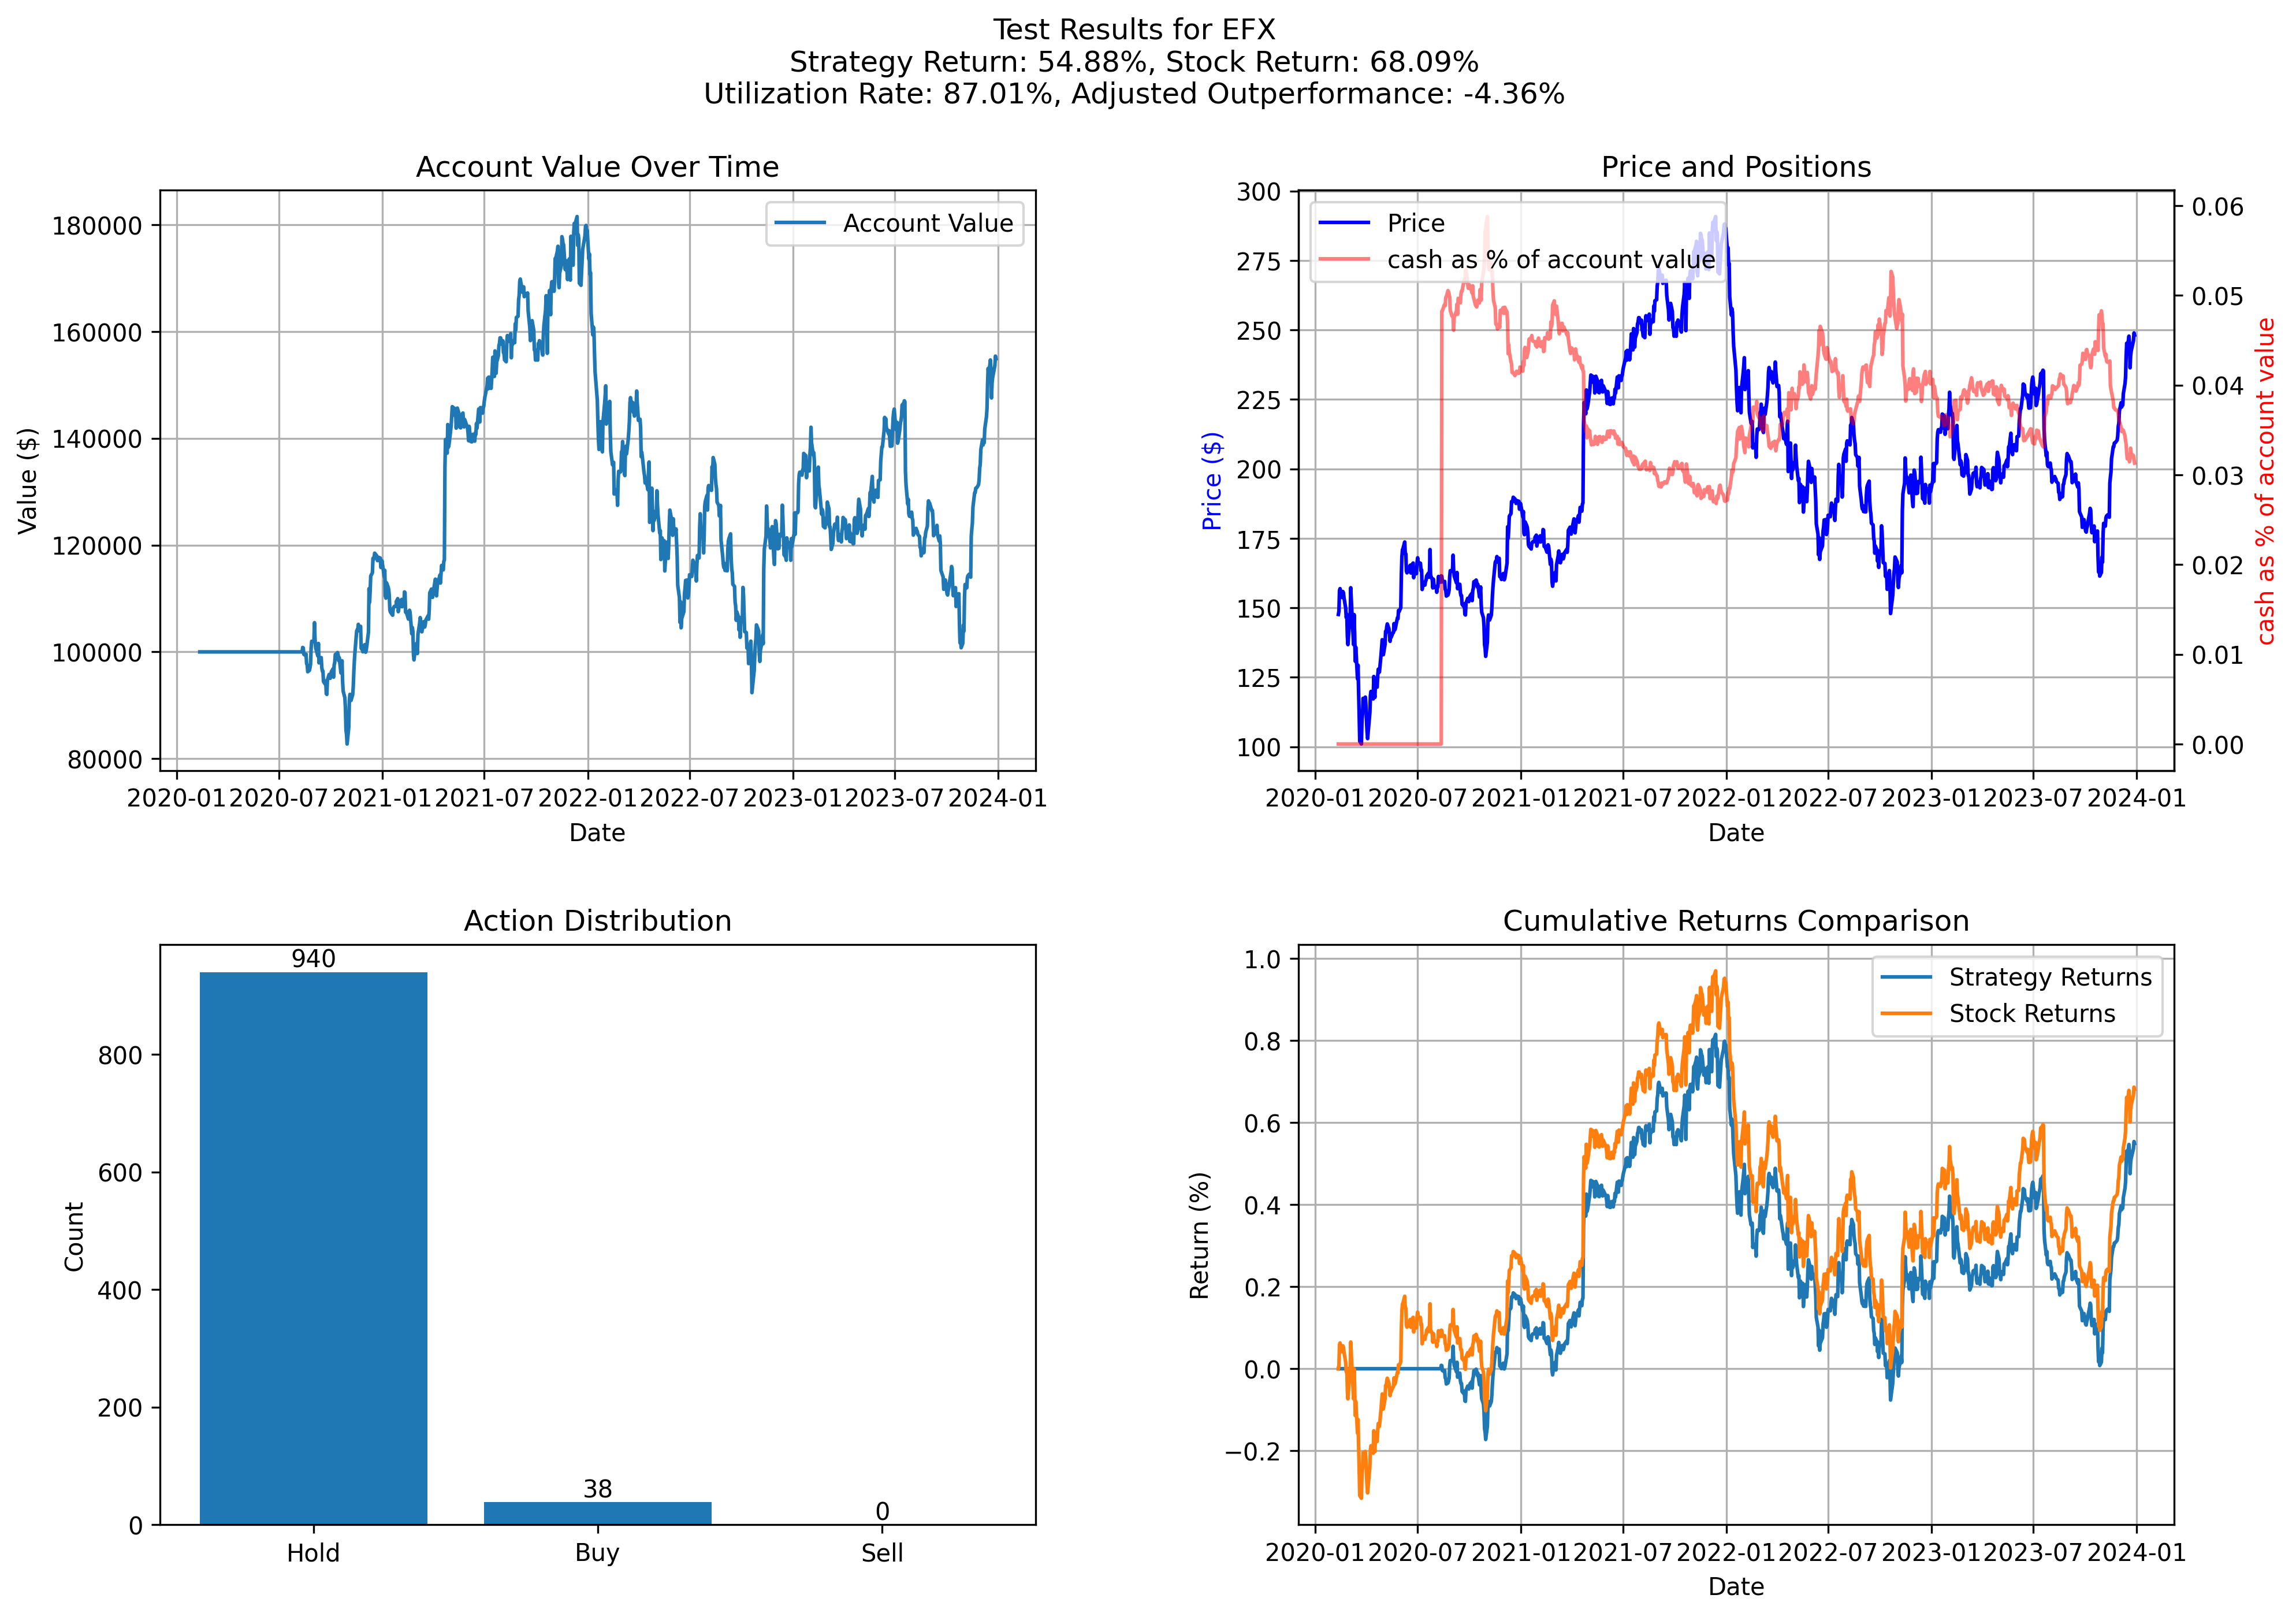 Test Results for EFX
Strategy Return: 54.88%, Stock Return: 68.09%
Utilization Rate: 87.01%, Adjusted Outperformance: -4.36%
Account Value Over Time
Account Value
Value ($)
180000
160000
140000
120000
100000
80000
2020-01 2020-07 2021-01 2021-07 2022-01 2022-07 2023-01 2023-07 2024-01
Date
Price and Positions
Price
cash as % of account value
Price ($)
300
275
250
225
200
175
150
125
100
0.06
0.05
0.04
0.03
0.02
0.01
0.00
cash as % of account value
2020-01 2020-07 2021-01 2021-07 2022-01 2022-07 2023-01 2023-07 2024-01
Date
Action Distribution
940
38
0
Count
800
600
400
200
0
Hold Buy Sell
Cumulative Returns Comparison
Strategy Returns
Stock Returns
Return (%)
1.0
0.8
0.6
0.4
0.2
0.0
−0.2
2020-01 2020-07 2021-01 2021-07 2022-01 2022-07 2023-01 2023-07 2024-01
Date